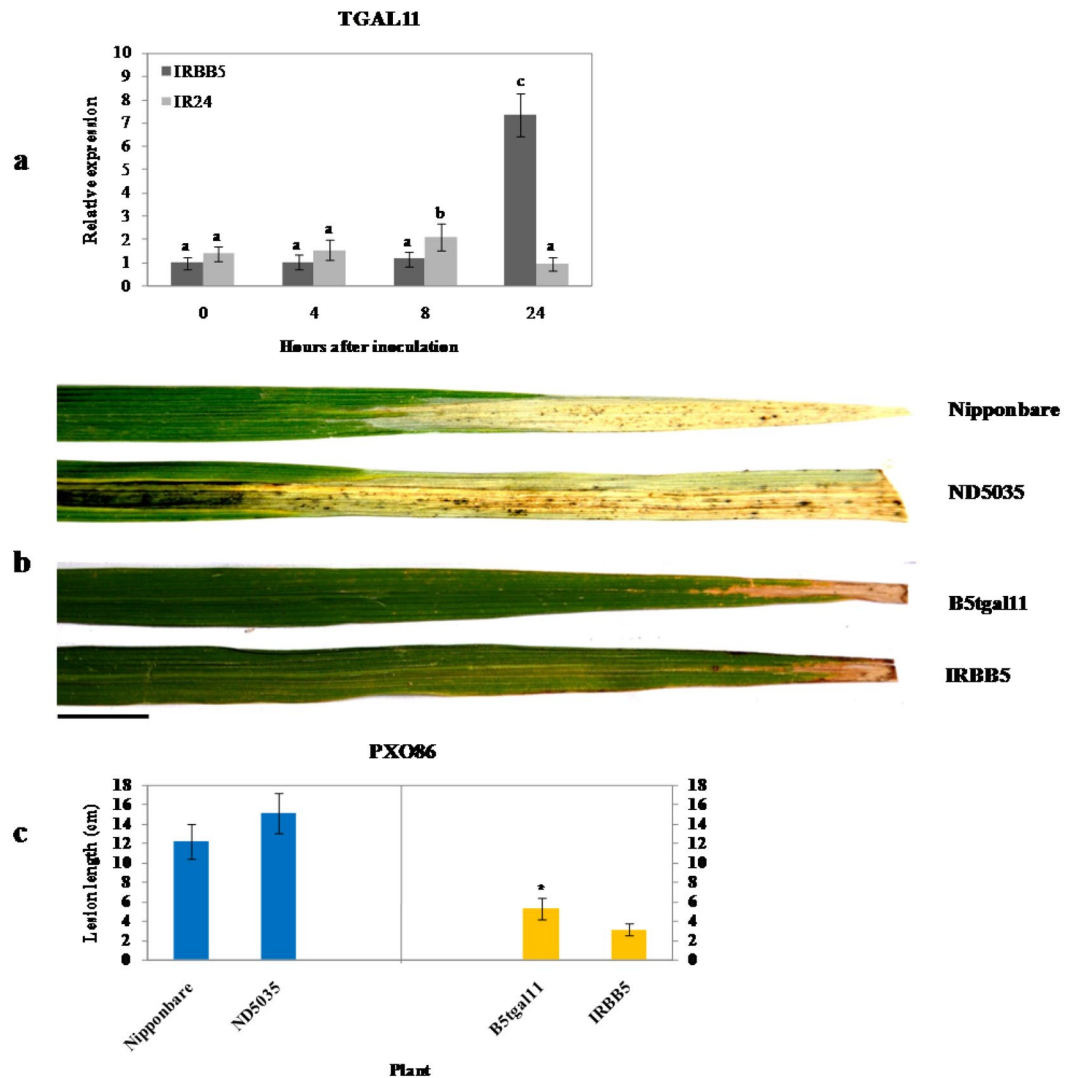 TGAL11
a
Relative expression
10
9
8
7
6
5
4
3
2
1
0
IRBB5
IR24
a a a a a b c a
0 4 8 24
Hours after inoculation
b
Nipponbare
ND5035
B5tgal11
IRBB5
PXO86
c
Lesion length (cm)
18 18
16 16
14 14
12 12
10 10
8 8
6 6
4 4
2 2
0 0
*
Nipponbare ND5035 B5tgal11 IRBB5
Plant